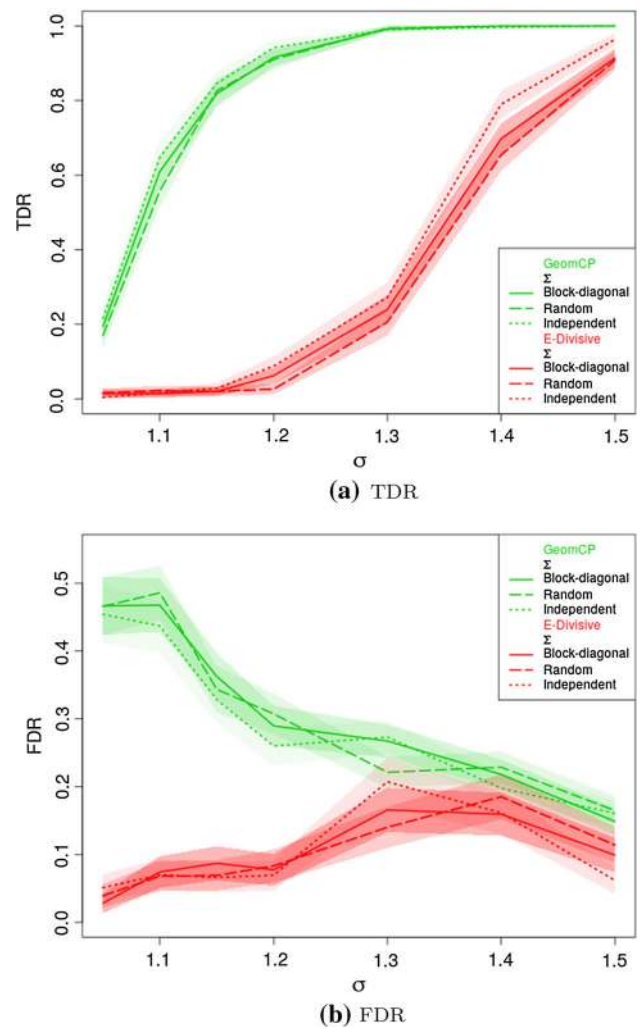 1.0
0.8
0.6
0.4
0.2
0.0
TDR
GeomCP
Σ
Block-diagonal
Random
Independent
E-Divisive
Σ
Block-diagonal
Random
Independent
1.1 1.2 1.3 1.4 1.5
σ
(a) TDR
0.5
0.4
0.3
0.2
0.1
0.0
FDR
GeomCP
Σ
Block-diagonal
Random
Independent
E-Divisive
Σ
Block-diagonal
Random
Independent
1.1 1.2 1.3 1.4 1.5
σ
(b) FDR